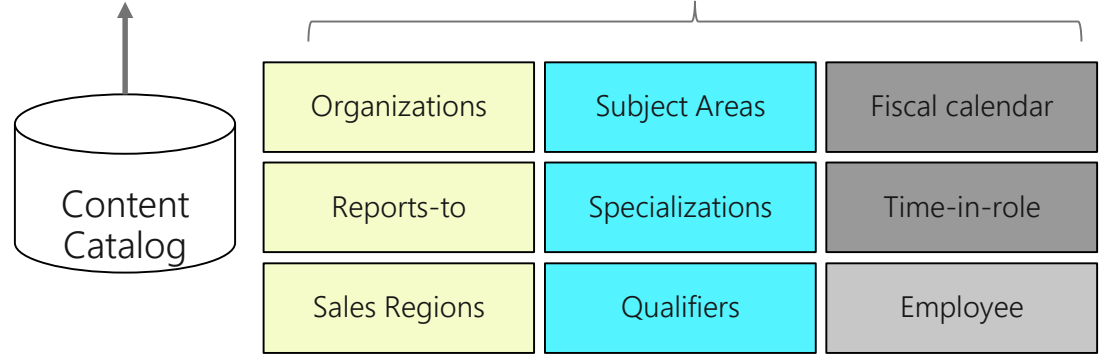 Organizations
Subject Areas
Fiscal calendar
Content
Catalog
Reports-to
Specializations
Time-in-role
Sales Regions
Qualifiers
Employee